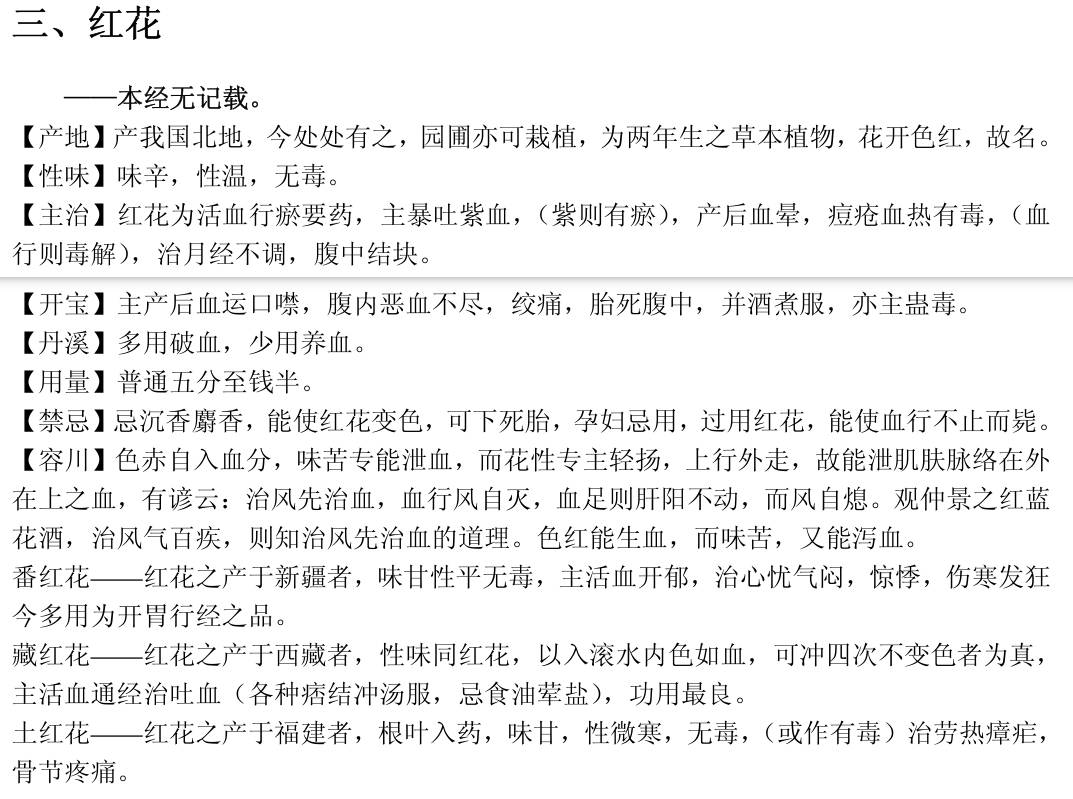 三、红花
——本经无记载。
【产地】产我国北地，今处处有之，园圃亦可栽植，为两年生之草本植物，花开色红，故名。
【性味】味辛，性温，无毒。
【主治】红花为活血行瘀要药，主暴吐紫血，（紫则有瘀），产后血晕，痘疮血热有毒，（血
行则毒解），治月经不调，腹中结块。
【开宝】主产后血运口噤，腹内恶血不尽，绞痛，胎死腹中，并酒煮服，亦主蛊毒。
【丹溪】多用破血，少用养血。
【用量】普通五分至钱半。
【禁忌】忌沉香麝香，能使红花变色，可下死胎，孕妇忌用，过用红花，能使血行不止而毙。
【容川】色赤自入血分，味苦专能泄血，而花性专主轻扬，上行外走，故能泄肌肤脉络在外
在上之血，有谚云：治风先治血，血行风自灭，血足则肝阳不动，而风自熄。观仲景之红蓝
花酒，治风气百疾，则知治风先治血的道理。色红能生血，而味苦，又能泻血。
番红花——红花之产于新疆者，味甘性平无毒，主活血开郁，治心忧气闷，惊悸，伤寒发狂
今多用为开胃行经之品。
藏红花——红花之产于西藏者，性味同红花，以入滚水内色如血，可冲四次不变色者为真，
主活血通经治吐血（各种痞结冲汤服，忌食油荤盐），功用最良。
土红花——红花之产于福建者，根叶入药，味甘，性微寒，无毒，（或作有毒）治劳热瘴疟，
骨节疼痛。